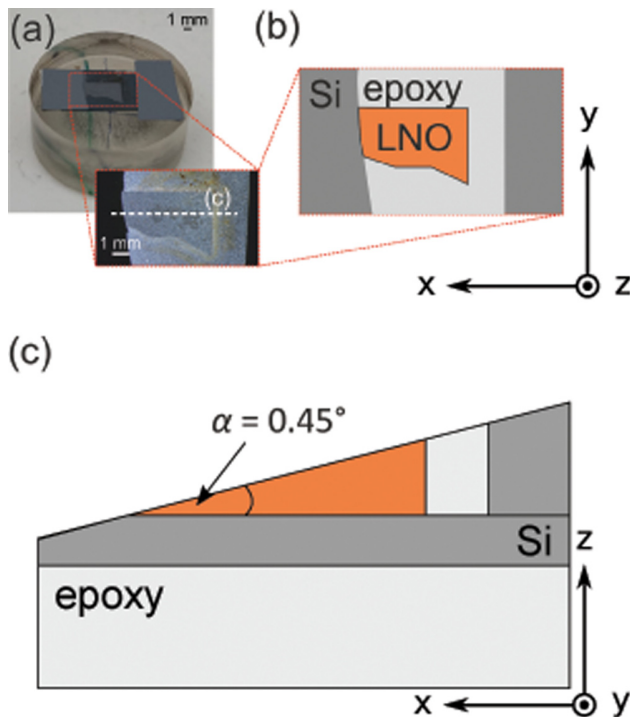 (a)
1 mm
(c)
1 mm
(b)
Si
epoxy
LNO
y
x
z
(c)
α = 0.45°
Si
epoxy
z
x
y